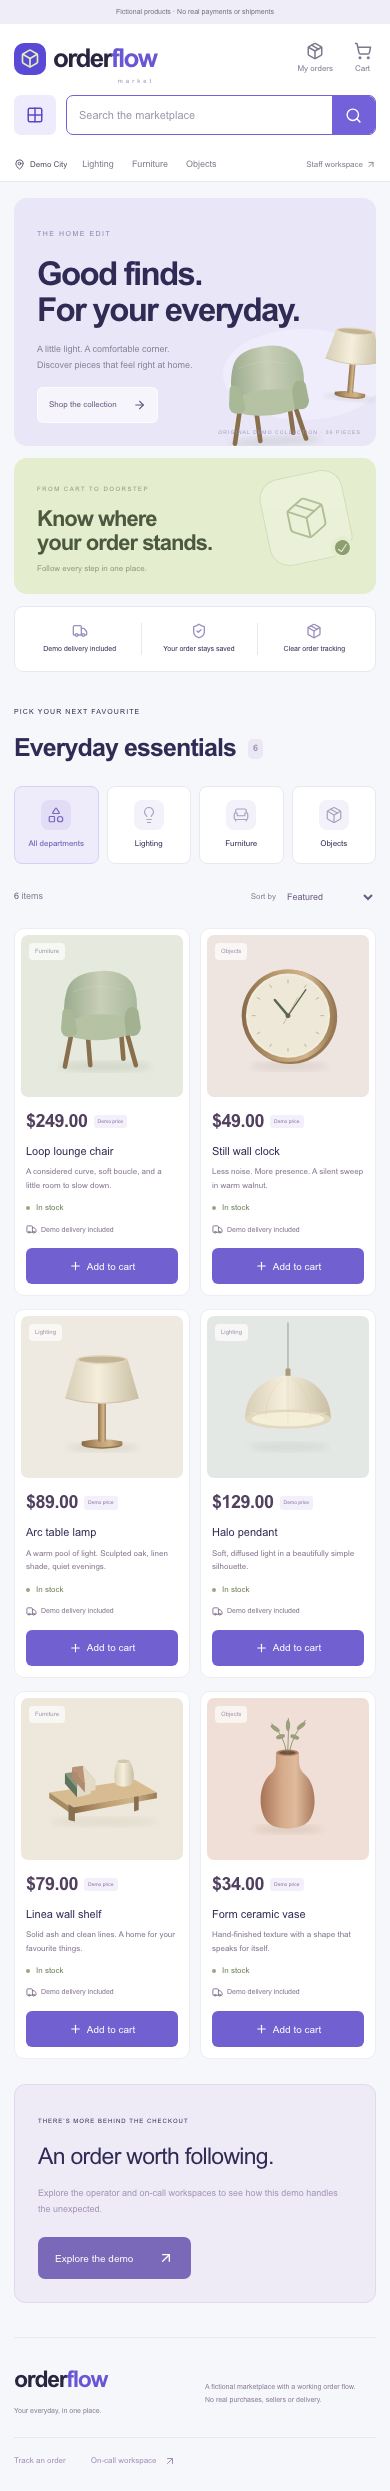 Fictional products · No real payments or shipments
orderflow
market
My orders
Cart
Search the marketplace
Demo City
Lighting
Furniture
Objects
Staff workspace
THE HOME EDIT
Good finds.
For your everyday.
A little light. A comfortable corner.
Discover pieces that feel right at home.
Shop the collection
ORIGINAL DEMO COLLECTION · 06 PIECES
FROM CART TO DOORSTEP
Know where
your order stands.
Follow every step in one place.
Demo delivery included
Your order stays saved
Clear order tracking
PICK YOUR NEXT FAVOURITE
Everyday essentials 6
All departments
Lighting
Furniture
Objects
6 items
Sort by Featured
Furniture
$249.00 Demo price
Loop lounge chair
A considered curve, soft boucle, and a
little room to slow down.
In stock
Demo delivery included
Add to cart
Objects
$49.00 Demo price
Still wall clock
Less noise. More presence. A silent sweep
in warm walnut.
In stock
Demo delivery included
Add to cart
Lighting
$89.00 Demo price
Arc table lamp
A warm pool of light. Sculpted oak, linen
shade, quiet evenings.
In stock
Demo delivery included
Add to cart
Lighting
$129.00 Demo price
Halo pendant
Soft, diffused light in a beautifully simple
silhouette.
In stock
Demo delivery included
Add to cart
Furniture
$79.00 Demo price
Linea wall shelf
Solid ash and clean lines. A home for your
favourite things.
In stock
Demo delivery included
Add to cart
Objects
$34.00 Demo price
Form ceramic vase
Hand-finished texture with a shape that
speaks for itself.
In stock
Demo delivery included
Add to cart
THERE'S MORE BEHIND THE CHECKOUT
An order worth following.
Explore the operator and on-call workspaces to see how this demo handles
the unexpected.
Explore the demo
orderflow
Your everyday, in one place.
A fictional marketplace with a working order flow.
No real purchases, sellers or delivery.
Track an order
On-call workspace